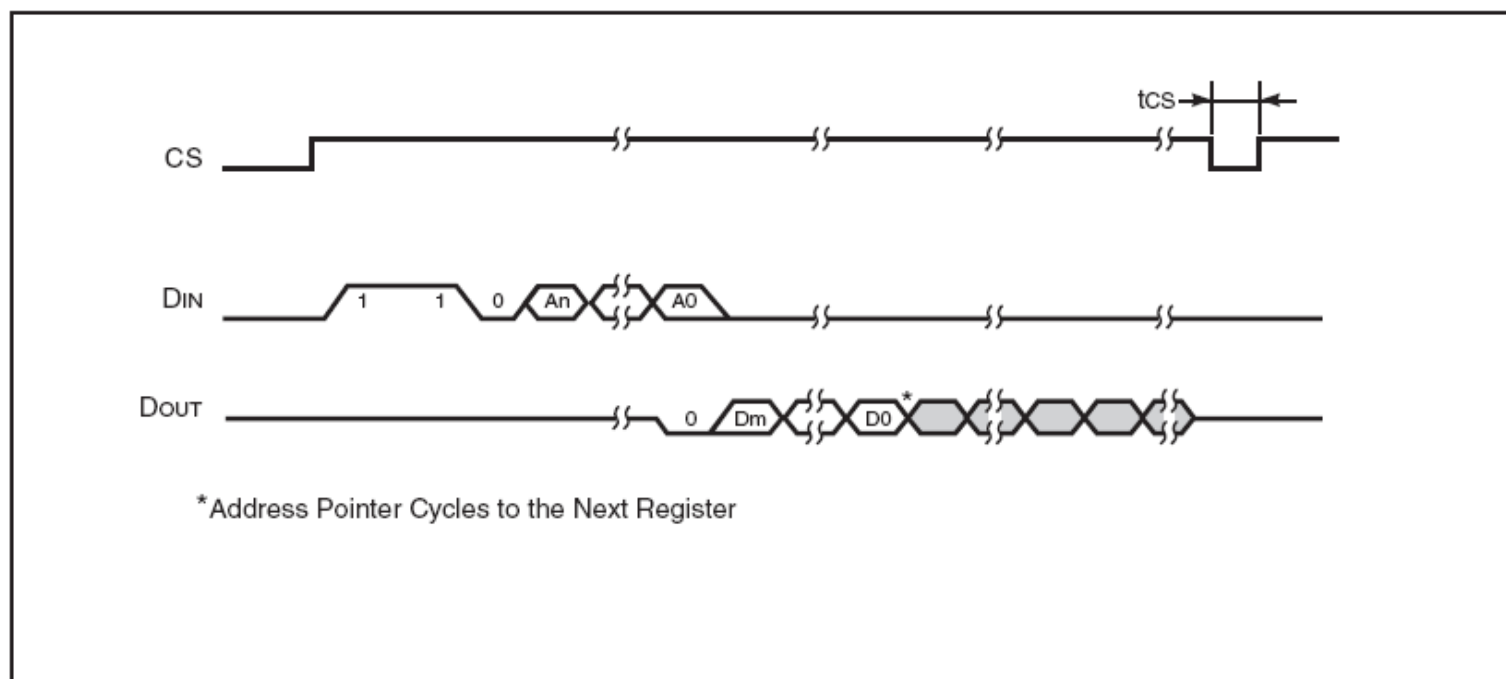 tCS
CS
DIN
1 1 0 An A0
DOUT
0 Dm D0 *
*Address Pointer Cycles to the Next Register